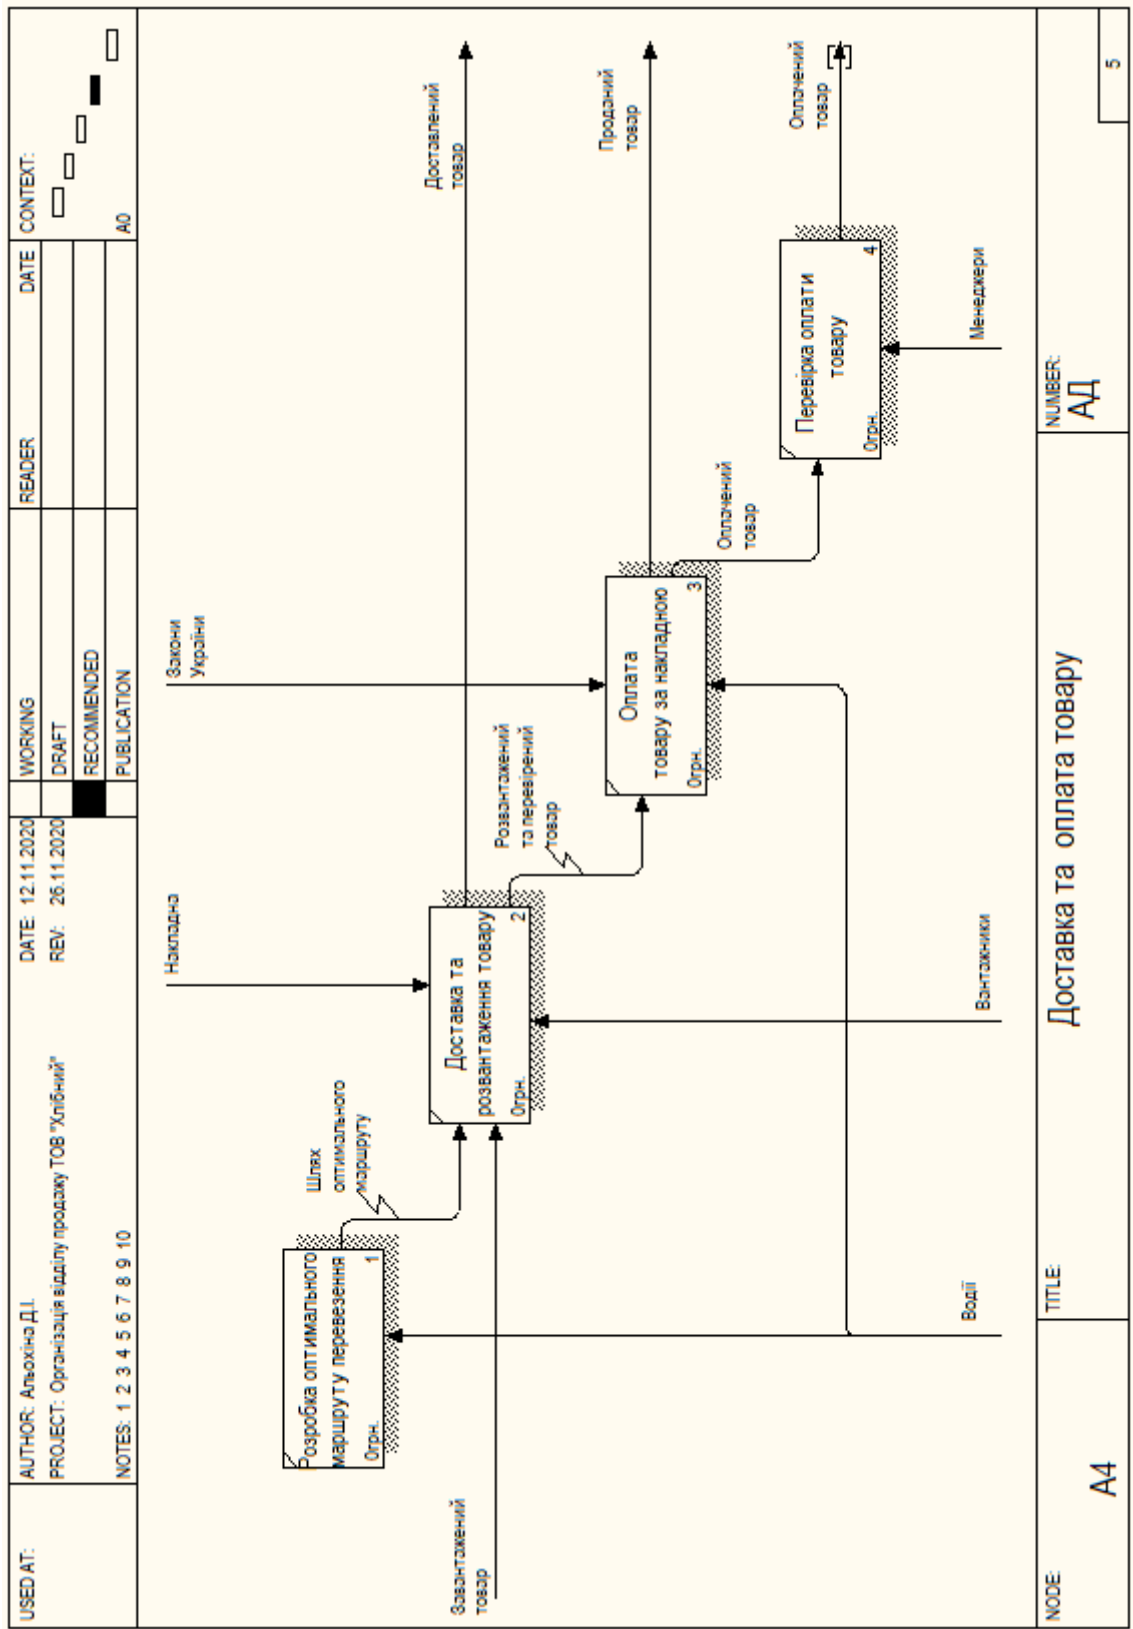 USED AT:
AUTHOR: Альохіна Д.І.
PROJECT: Організація відділу продажу ТОВ "Хлібний"
NOTES: 1 2 3 4 5 6 7 8 9 10
DATE: 12.11.2020
REV: 26.11.2020
WORKING
DRAFT
RECOMMENDED
PUBLICATION
READER
DATE
CONTEXT:
A0
Накладна
Закони
України
Розробка оптимального
маршруту перевезення
0грн.
1
Шлях
оптимального
маршруту
Завантажений
товар
Доставка та
розвантаження товару
0грн.
2
Доставлений
товар
Розвантажений
та перевірений
товар
Оплата
товару за накладною
0грн.
3
Проданий
товар
Оплачений
товар
Перевірка оплати
товару
0грн.
4
Оплачений
товар
Водії
Вантажники
Менеджери
NODE:
A4
TITLE:
Доставка та оплата товару
NUMBER:
АД
5